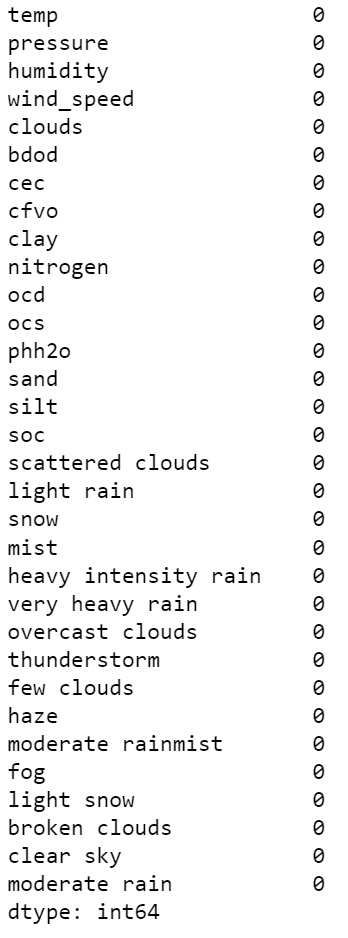 temp 0
pressure 0
humidity 0
wind_speed 0
clouds 0
bdod 0
cec 0
cfvo 0
clay 0
nitrogen 0
ocd 0
ocs 0
phh2o 0
sand 0
silt 0
soc 0
scattered clouds 0
light rain 0
snow 0
mist 0
heavy intensity rain 0
very heavy rain 0
overcast clouds 0
thunderstorm 0
few clouds 0
haze 0
moderate rainmist 0
fog 0
light snow 0
broken clouds 0
clear sky 0
moderate rain 0
dtype: int64